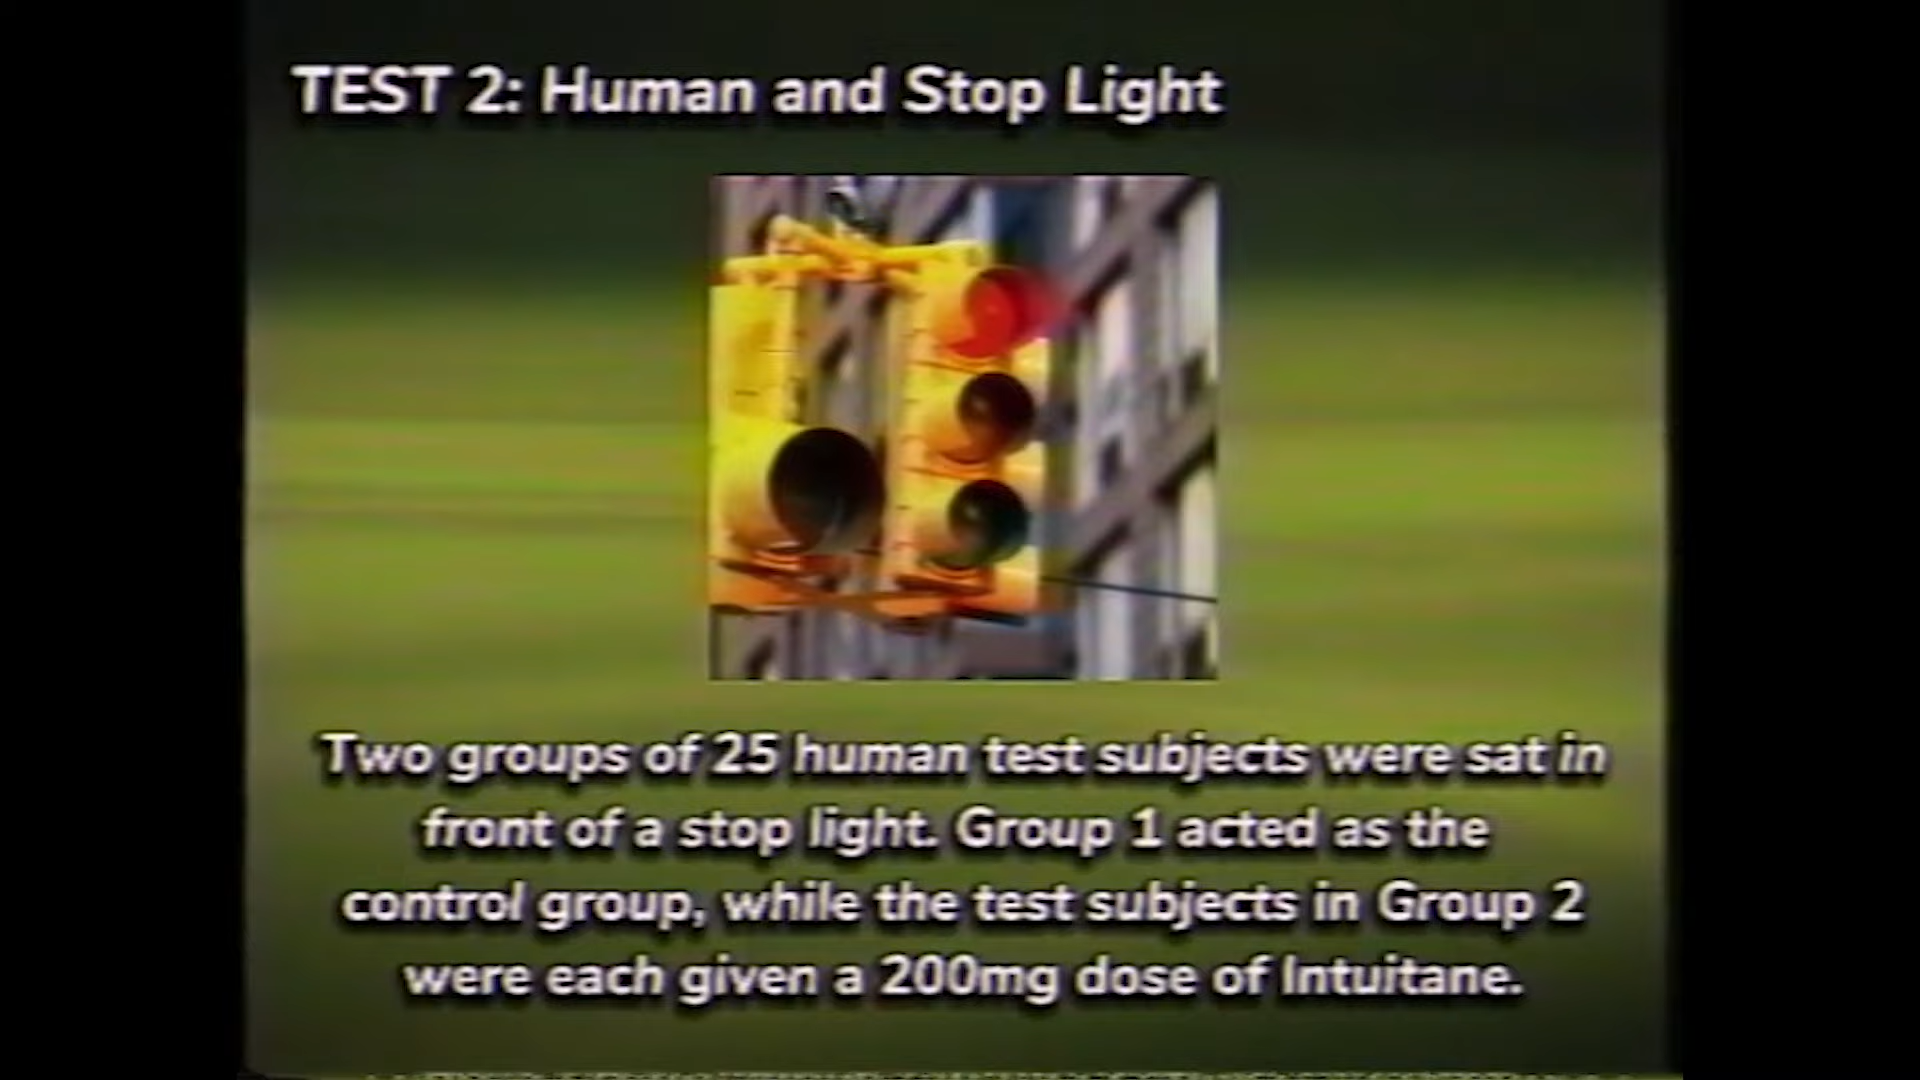 TEST 2: Human and Stop Light
Two groups of 25 human test subjects were sat in
front of a stop light. Group 1 acted as the
control group, while the test subjects in Group 2
were each given a 200mg dose of Intuitane.